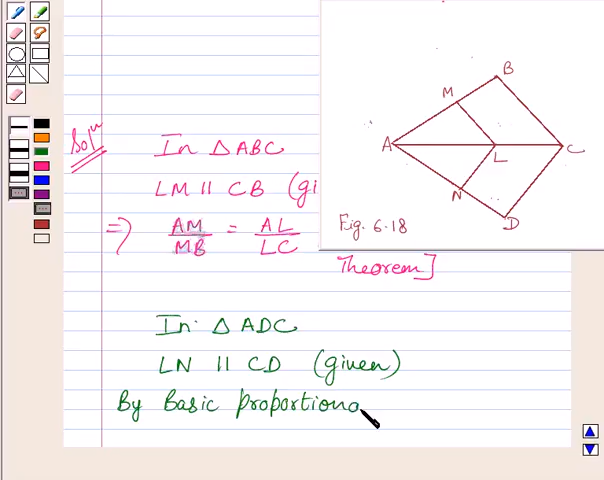 Solⁿ
In △ABC
LM || CB (gi
⇒ AM/MB = AL/LC
Theorem]
In △ADC
LN || CD (given)
By Basic proportiona
B
M
A
L
C
N
D
Fig. 6.18